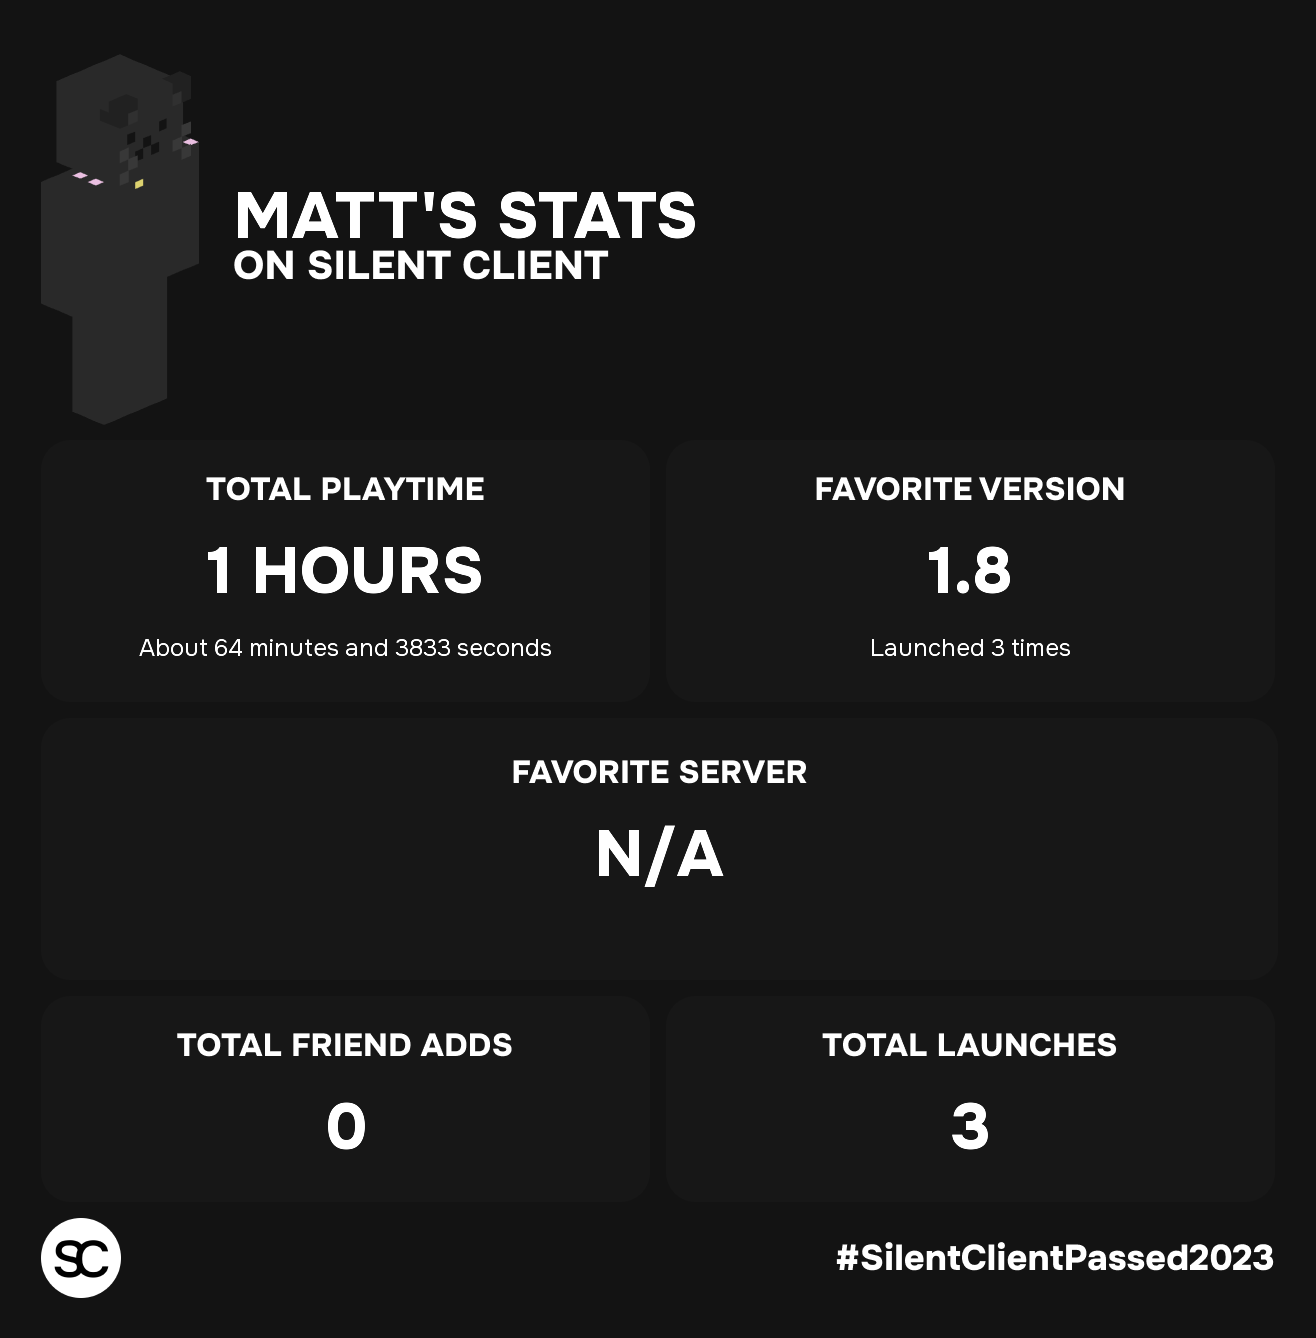 MATT'S STATS
ON SILENT CLIENT
TOTAL PLAYTIME
1 HOURS
About 64 minutes and 3833 seconds
FAVORITE VERSION
1.8
Launched 3 times
FAVORITE SERVER
N/A
TOTAL FRIEND ADDS
0
TOTAL LAUNCHES
3
SC
#SilentClientPassed2023